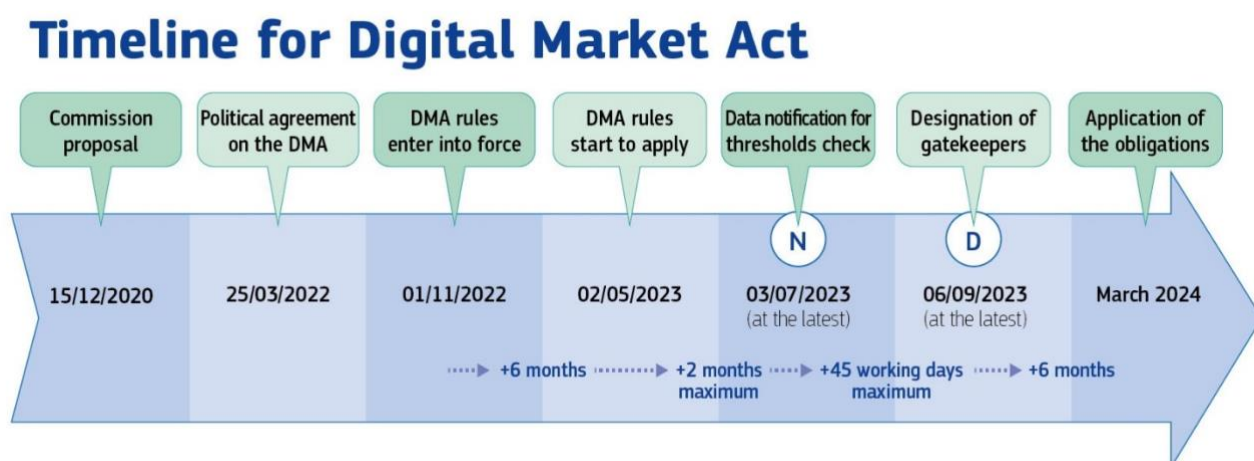 Timeline for Digital Market Act
Commission
proposal
Political agreement
on the DMA
DMA rules
enter into force
DMA rules
start to apply
Data notification for
thresholds check
Designation of
gatekeepers
Application of
the obligations
N
D
15/12/2020
25/03/2022
01/11/2022
02/05/2023
03/07/2023
(at the latest)
06/09/2023
(at the latest)
March 2024
+6 months
+2 months
maximum
+45 working days
maximum
+6 months